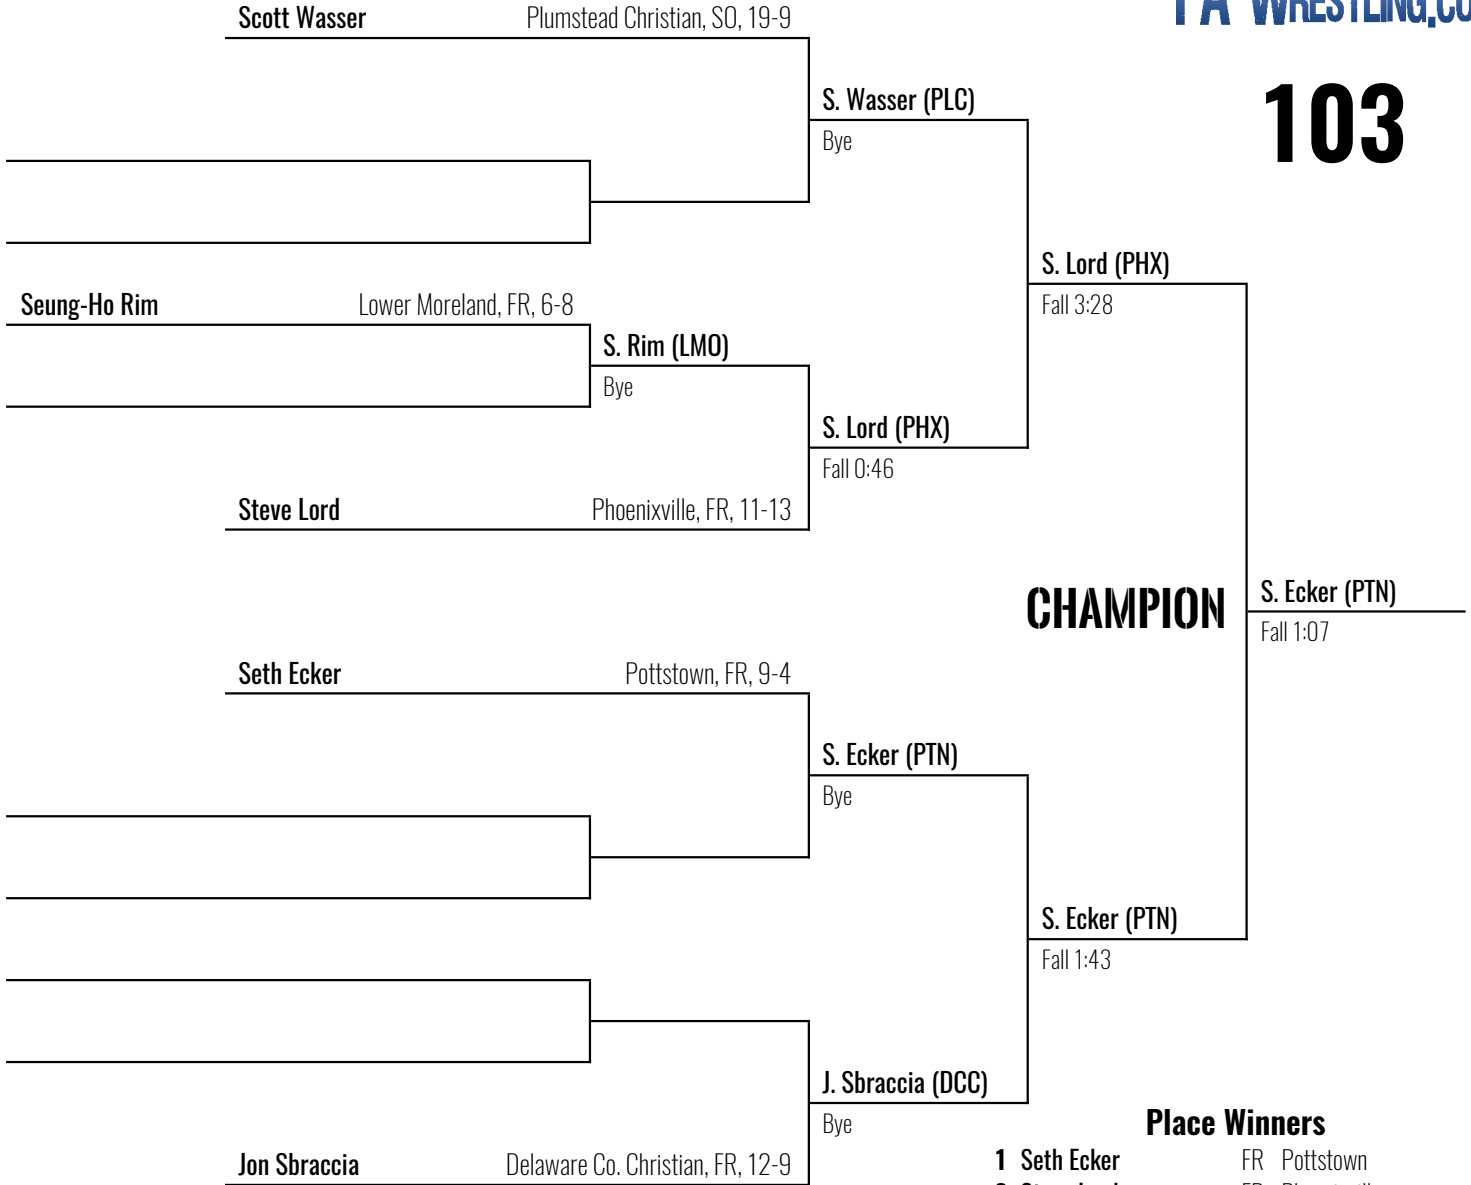 Scott Wasser Plumstead Christian, SO, 19-9
S. Wasser (PLC)
Bye
103
S. Lord (PHX)
Fall 3:28
Seung-Ho Rim Lower Moreland, FR, 6-8
S. Rim (LMO)
Bye
S. Lord (PHX)
Fall 0:46
Steve Lord Phoenixville, FR, 11-13
CHAMPION
S. Ecker (PTN)
Fall 1:07
Seth Ecker Pottstown, FR, 9-4
S. Ecker (PTN)
Bye
S. Ecker (PTN)
Fall 1:43
J. Sbraccia (DCC)
Bye
Jon Sbraccia Delaware Co. Christian, FR, 12-9
Place Winners
1 Seth Ecker FR Pottstown